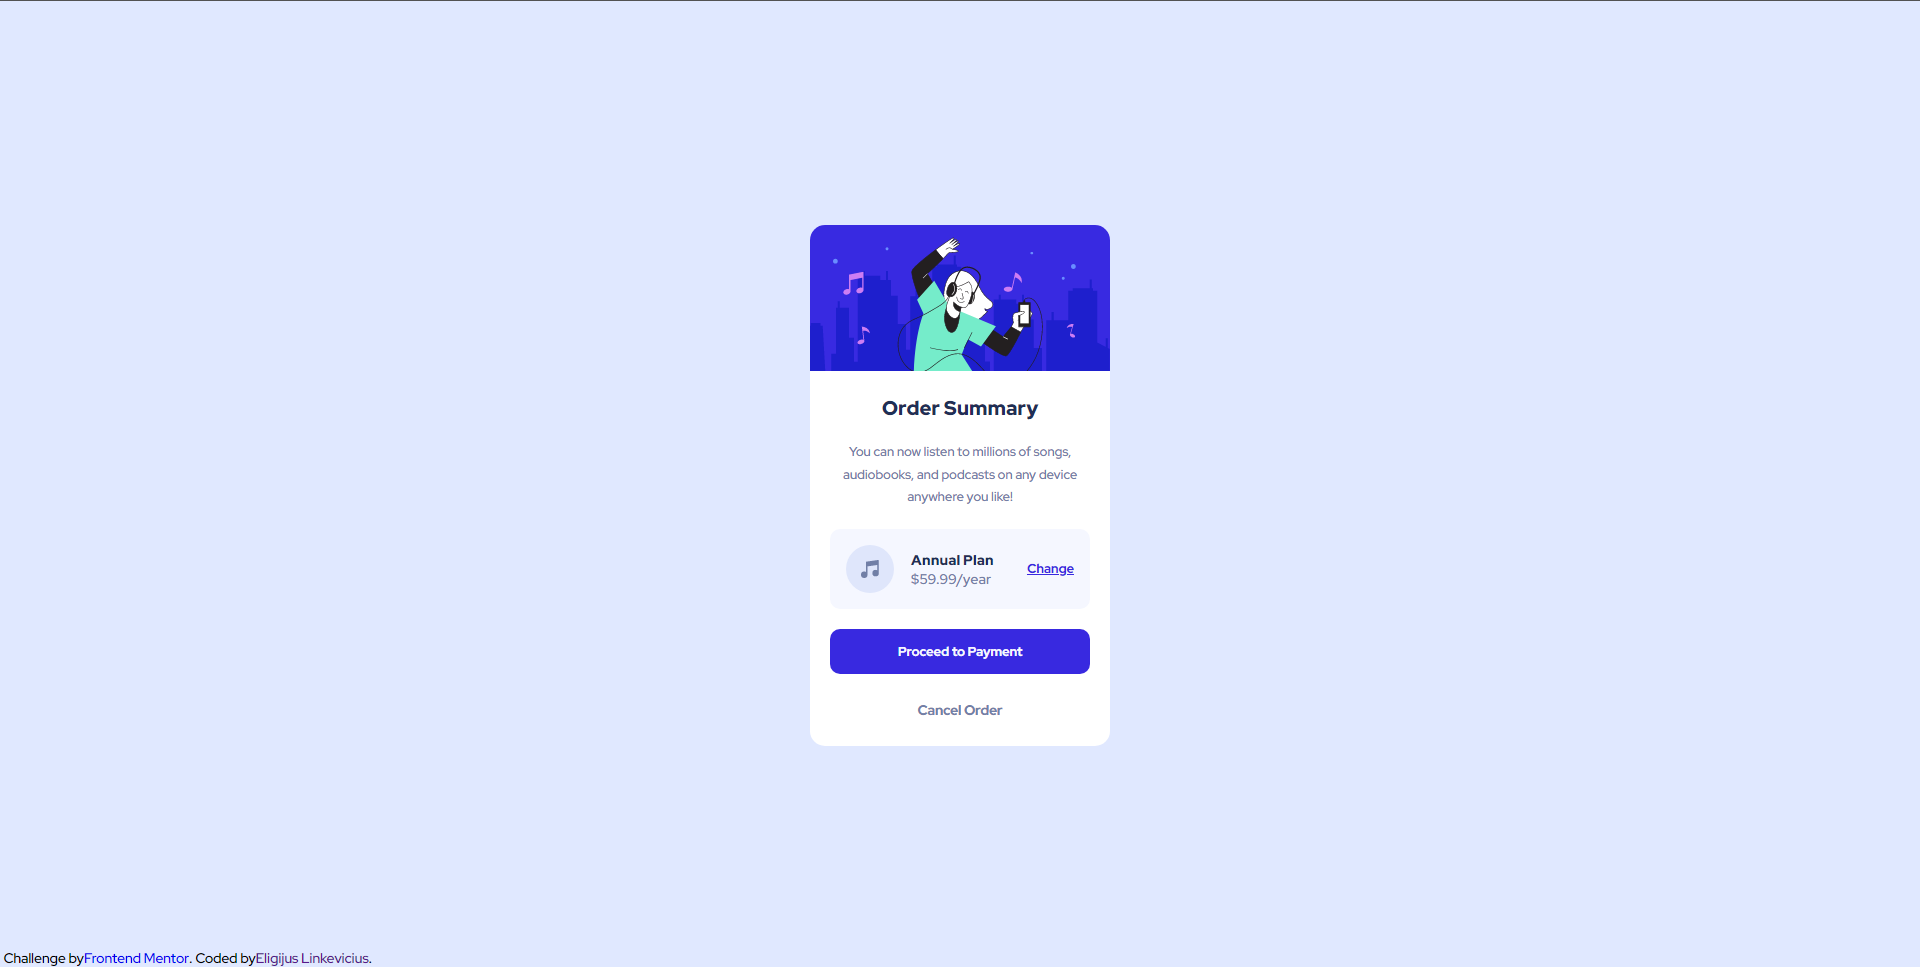 Order Summary
You can now listen to millions of songs,
audiobooks, and podcasts on any device
anywhere you like!
Annual Plan
$59.99/year
Change
Proceed to Payment
Cancel Order
Challenge byFrontend Mentor. Coded byEligijus Linkevicius.